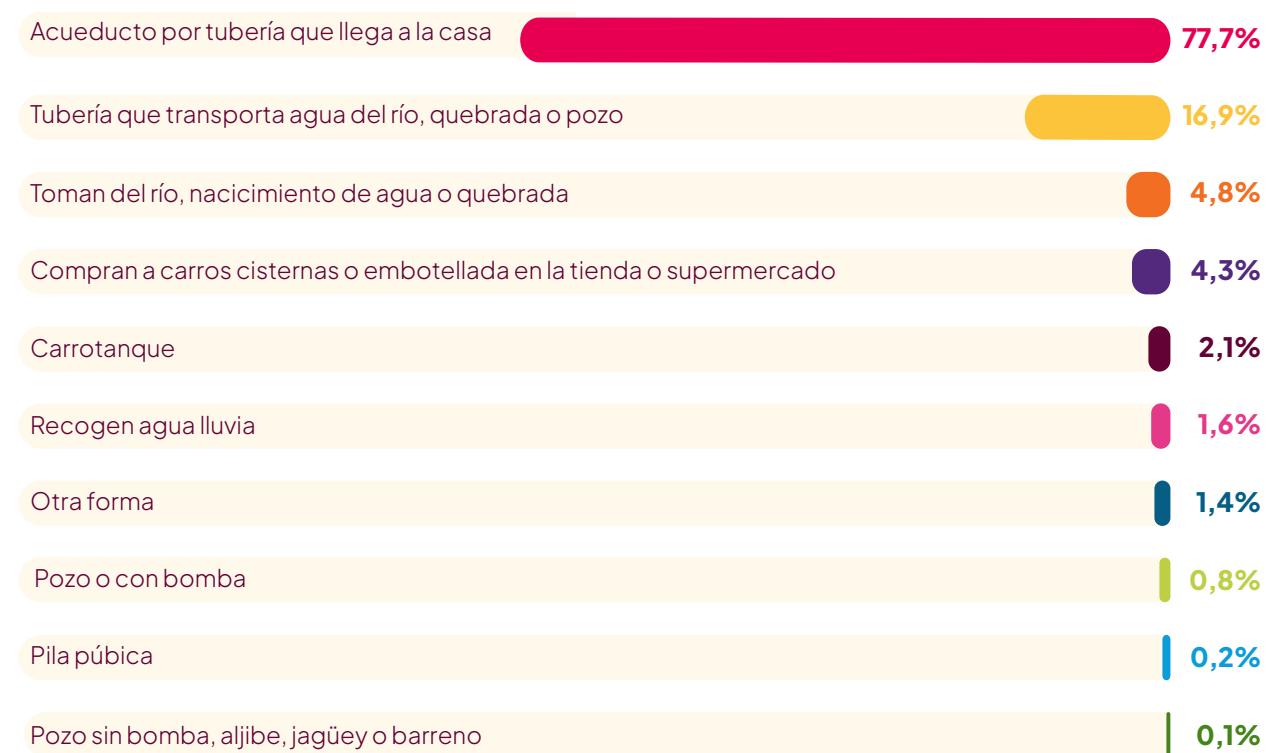 Acueducto por tubería que llega a la casa 77,7%
Tubería que transporta agua del río, quebrada o pozo 16,9%
Toman del río, nacicimiento de agua o quebrada 4,8%
Compran a carros cisternas o embotellada en la tienda o supermercado 4,3%
Carrotanque 2,1%
Recogen agua lluvia 1,6%
Otra forma 1,4%
Pozo o con bomba 0,8%
Pila púbica 0,2%
Pozo sin bomba, aljibe, jagüey o barreno 0,1%